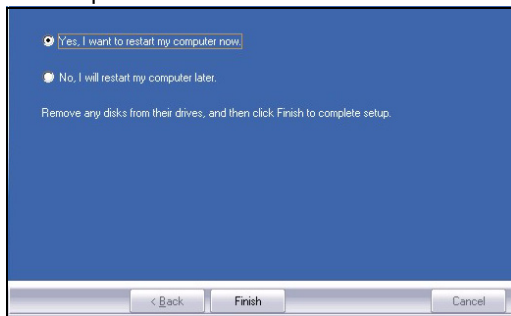 Yes, I want to restart my computer now.
No, I will restart my computer later.
Remove any disks from their drives, and then click Finish to complete setup.
< Back Finish Cancel